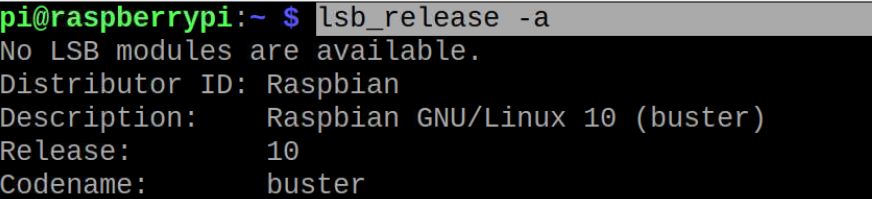 pi@raspberrypi:~ $ lsb_release -a
No LSB modules are available.
Distributor ID: Raspbian
Description:    Raspbian GNU/Linux 10 (buster)
Release:        10
Codename:       buster